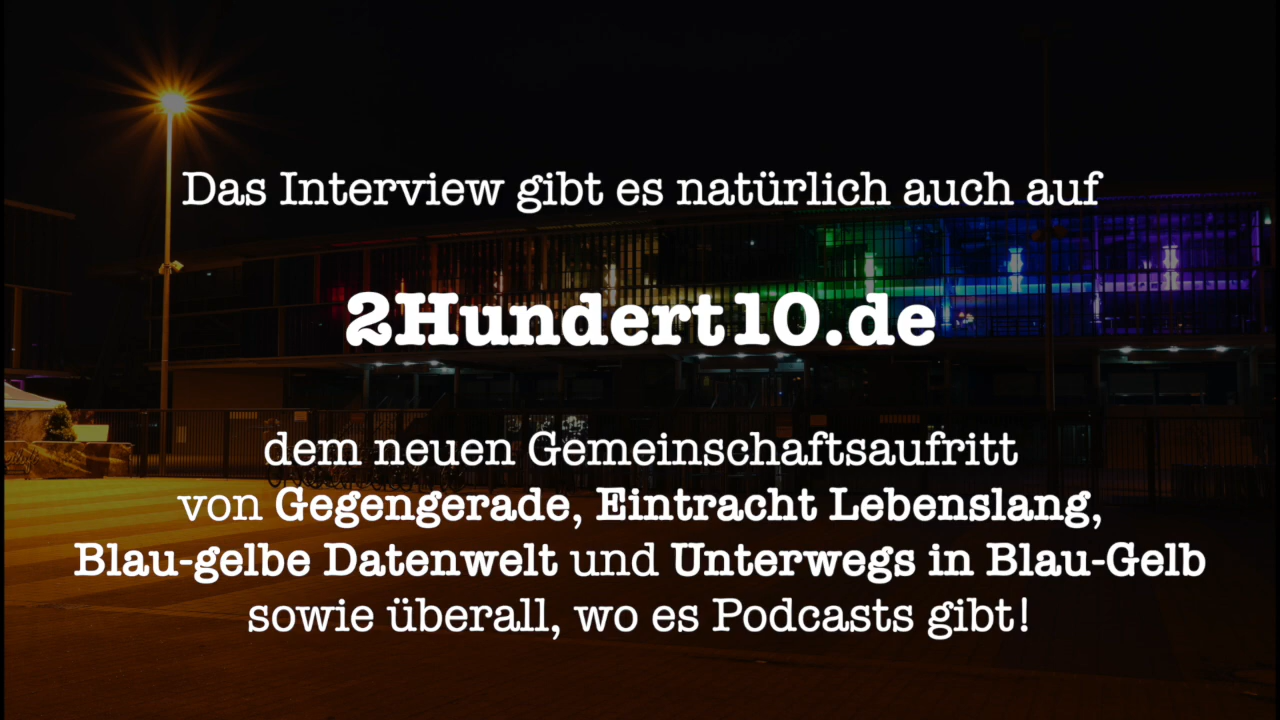 Das Interview gibt es natürlich auch auf
2Hundert10.de
dem neuen Gemeinschaftsaufritt
von Gegengerade, Eintracht Lebenslang,
Blau-gelbe Datenwelt und Unterwegs in Blau-Gelb
sowie überall, wo es Podcasts gibt!